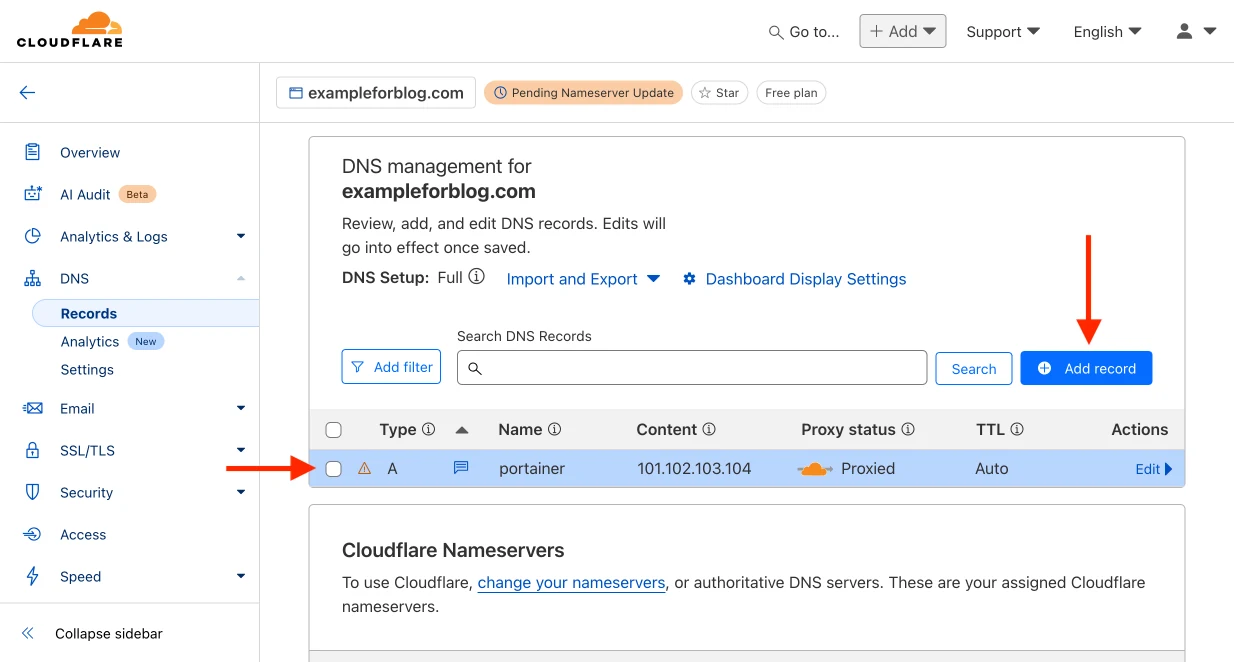 CLOUDFLARE
Go to...
Add
Support
English
exampleforblog.com
Pending Nameserver Update
Star
Free plan
Overview
AI Audit Beta
Analytics & Logs
DNS
Records
Analytics New
Settings
Email
SSL/TLS
Security
Access
Speed
Collapse sidebar
DNS management for
exampleforblog.com
Review, add, and edit DNS records. Edits will
go into effect once saved.
DNS Setup: Full Import and Export Dashboard Display Settings
Search DNS Records
Add filter Search Add record
Type Name Content Proxy status TTL Actions
A portainer 101.102.103.104 Proxied Auto Edit
Cloudflare Nameservers
To use Cloudflare, change your nameservers, or authoritative DNS servers. These are your assigned Cloudflare
nameservers.